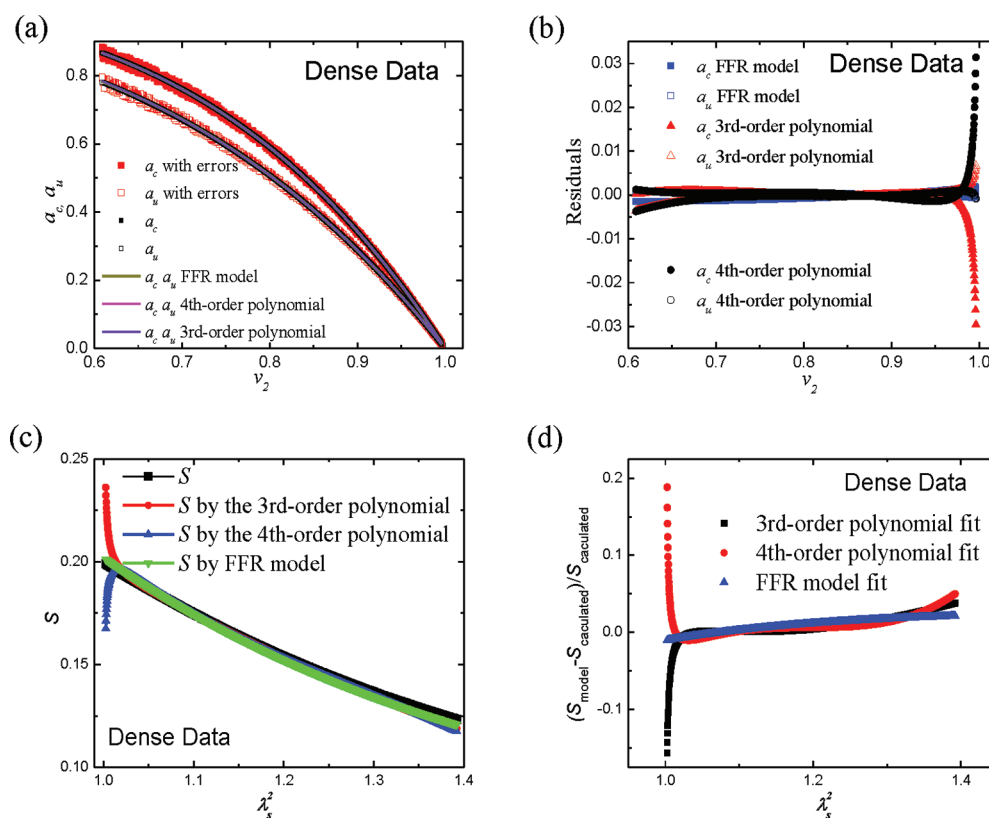 (a)
Dense Data
a_c with errors
a_u with errors
a_c
a_u
a_c a_u FFR model
a_c a_u 4th-order polynomial
a_c a_u 3rd-order polynomial
a_c, a_u
0.8
0.6
0.4
0.2
0.0
0.6 0.7 0.8 0.9 1.0
v_2
(b)
Dense Data
a_c FFR model
a_u FFR model
a_c 3rd-order polynomial
a_u 3rd-order polynomial
a_c 4th-order polynomial
a_u 4th-order polynomial
Residuals
0.03
0.02
0.01
0.00
-0.01
-0.02
-0.03
0.6 0.7 0.8 0.9 1.0
v_2
(c)
S
S by the 3rd-order polynomial
S by the 4th-order polynomial
S by FFR model
Dense Data
S
0.25
0.20
0.15
0.10
1.0 1.1 1.2 1.3 1.4
λ_s^2
(d)
Dense Data
3rd-order polynomial fit
4th-order polynomial fit
FFR model fit
(S_model-S_caculated)/S_caculated
0.2
0.1
0.0
-0.1
1.0 1.2 1.4
λ_s^2